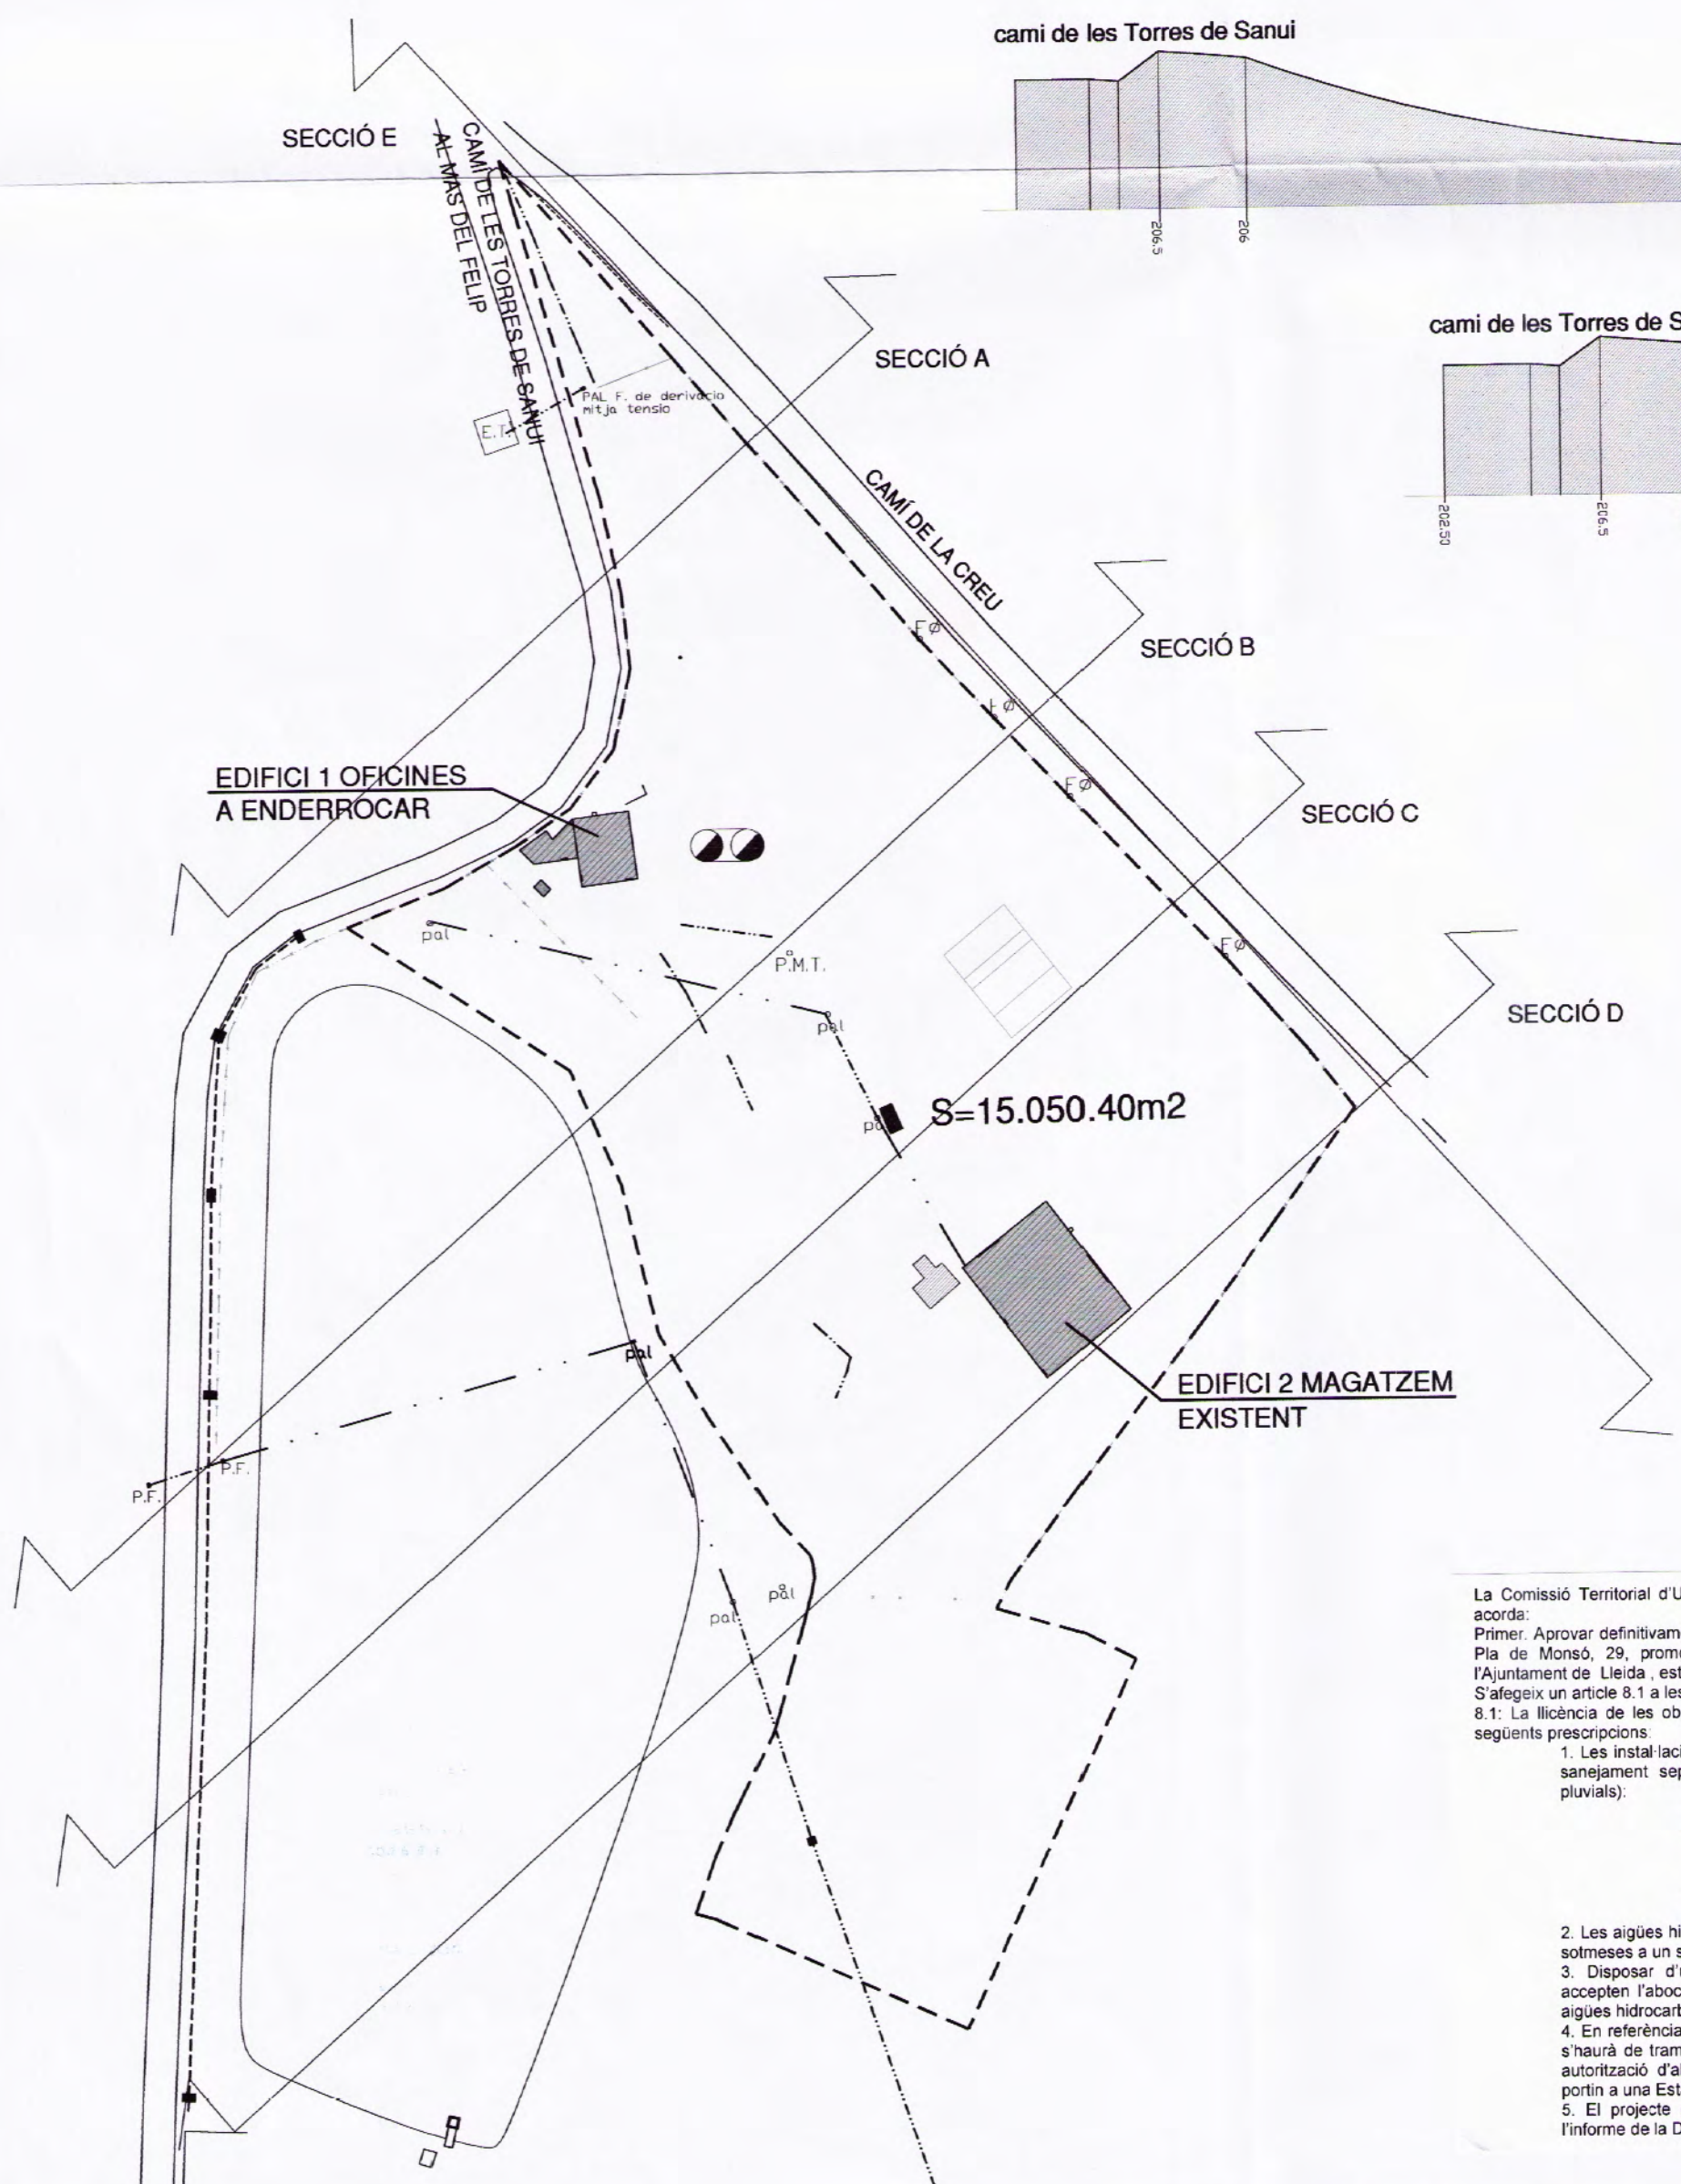 cami de les Torres de Sanui
206.5
206
cami de les Torres de S
202.50
206.5
SECCIÓ E
CAMÍ DE LES TORRES DE SANUI
AL MAS DEL FELIP
SECCIÓ A
PAL F. de derivacio
mitja tensio
E.T.
CAMÍ DE LA CREU
FØ
SECCIÓ B
FØ
EDIFICI 1 OFICINES
A ENDERROCAR
FØ
SECCIÓ C
pal
P.M.T.
FØ
pal
SECCIÓ D
pal
S=15.050.40m2
pal
EDIFICI 2 MAGATZEM
EXISTENT
P.F.
P.F.
pal
pal
La Comissió Territorial d'U
acorda:
Primer. Aprovar definitivam
Pla de Monsó, 29, prom
l'Ajuntament de Lleida , est
S'afegeix un article 8.1 a les
8.1: La llicència de les ob
següents prescripcions:
1. Les instal·laci
sanejament sep
pluvials):
2. Les aigües hi
sotmeses a un s
3. Disposar d'
accepten l'aboc
aigües hidrocart
4. En referència
s'haurà de tram
autorització d'al
portin a una Est
5. El projecte
l'informe de la D